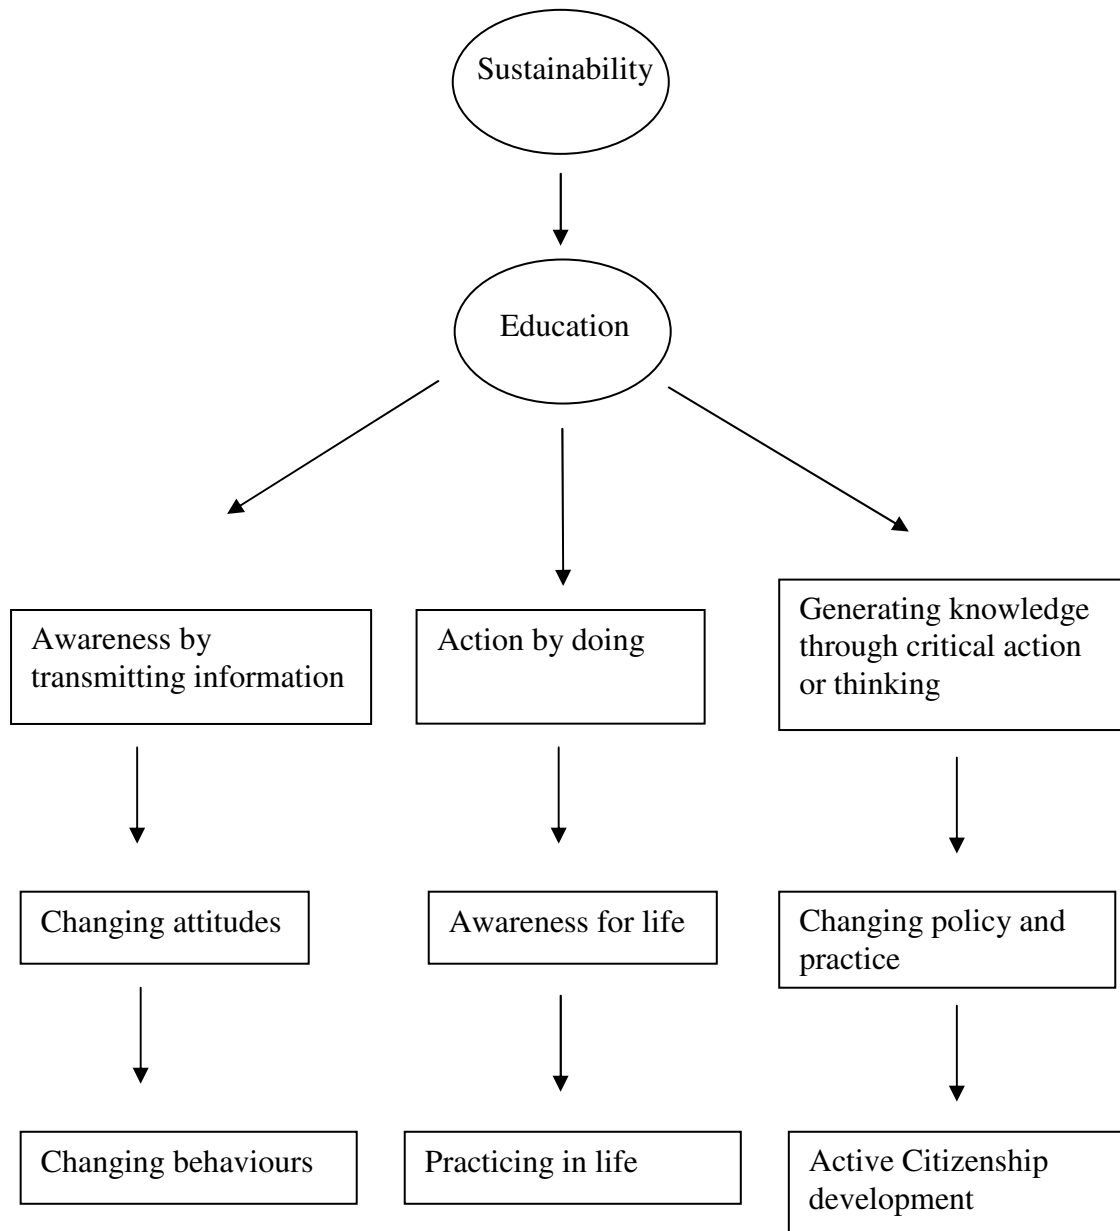 Sustainability
Education
Awareness by
transmitting information
Action by doing
Generating knowledge
through critical action
or thinking
Changing attitudes
Awareness for life
Changing policy and
practice
Changing behaviours
Practicing in life
Active Citizenship
development